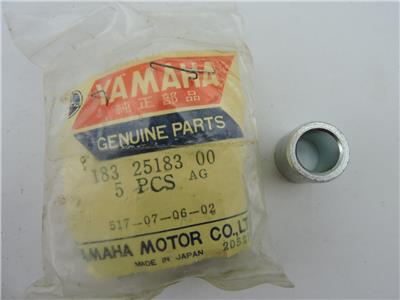 YAMAHA
純正部品
GENUINE PARTS
183 25183 00
5 PCS AG
517-07-06-02
YAMAHA MOTOR CO.,LTD
MADE IN JAPAN